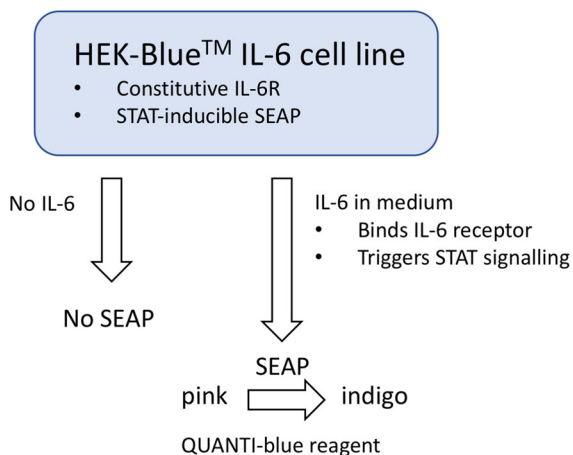 HEK-Blue™ IL-6 cell line
• Constitutive IL-6R
• STAT-inducible SEAP
No IL-6
IL-6 in medium
• Binds IL-6 receptor
• Triggers STAT signalling
No SEAP
SEAP
pink indigo
QUANTI-blue reagent